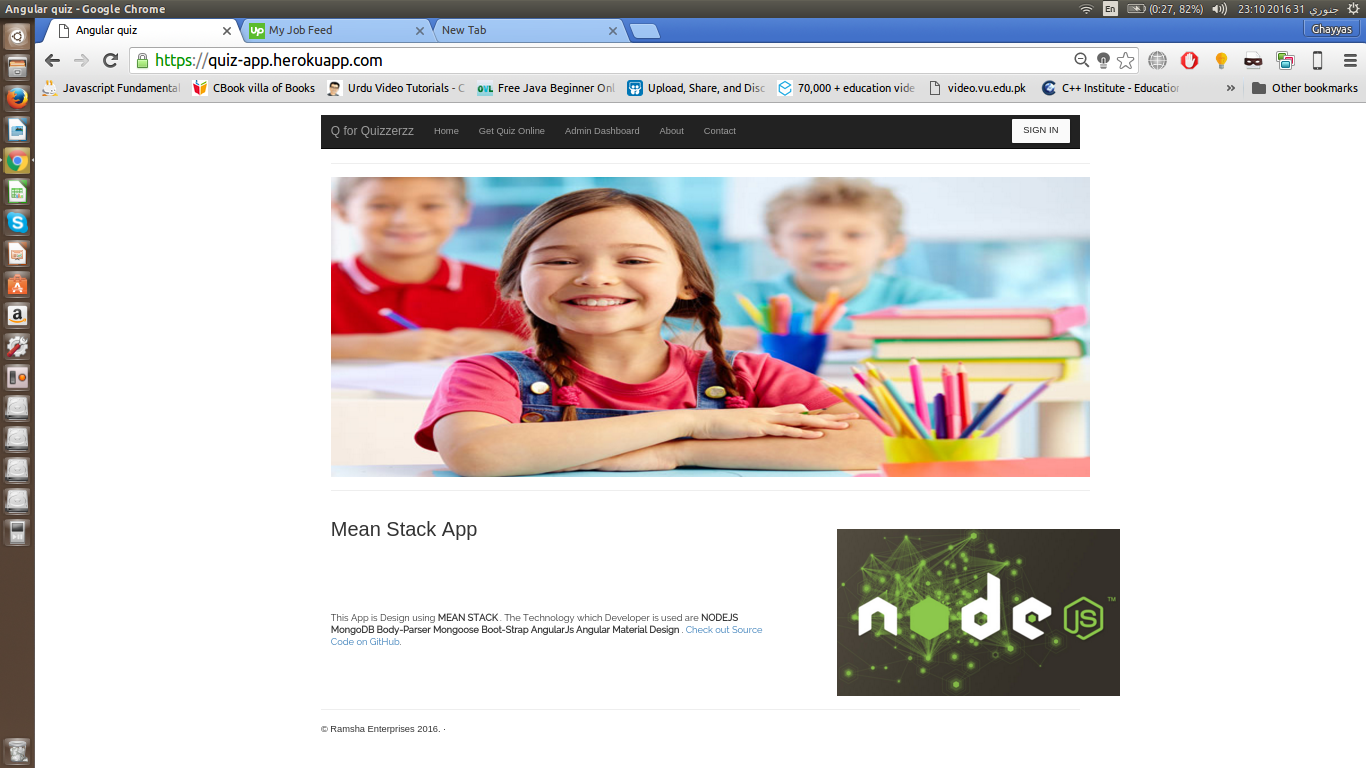 Angular quiz - Google Chrome
En
(0:27, 82%)
23:10 2016 جنوري 31
Angular quiz
Up My Job Feed
New Tab
Ghayyas
https://quiz-app.herokuapp.com
Javascript Fundamenta
CBook villa of Books
Urdu Video Tutorials - C
OVL Free Java Beginner Onl
Upload, Share, and Disc
70,000 + education vide
video.vu.edu.pk
C++ Institute - Education
»
Other bookmarks
Q for Quizzerzz
Home
Get Quiz Online
Admin Dashboard
About
Contact
SIGN IN
Mean Stack App
This App is Design using MEAN STACK . The Technology which Developer is used are NODEJS
MongoDB Body-Parser Mongoose Boot-Strap AngularJs Angular Material Design . Check out Source
Code on GitHub.
node JS ™
© Ramsha Enterprises 2016. ·